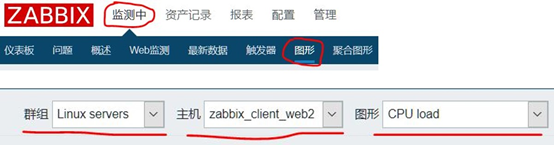 ZABBIX 监测中 资产记录 报表 配置 管理
仪表板 问题 概述 Web监测 最新数据 触发器 图形 聚合图形
群组 Linux servers 主机 zabbix_client_web2 图形 CPU load